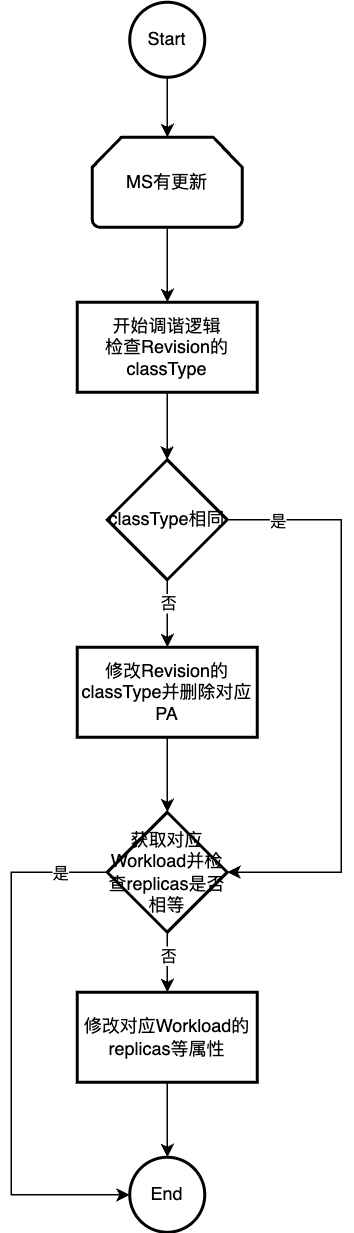 Start
MS有更新
开始调谐逻辑
检查Revision的
classType
classType相同
是
否
修改Revision的
classType并删除对应
PA
获取对应
Workload并检
查replicas是否
相等
是
否
修改对应Workload的
replicas等属性
End